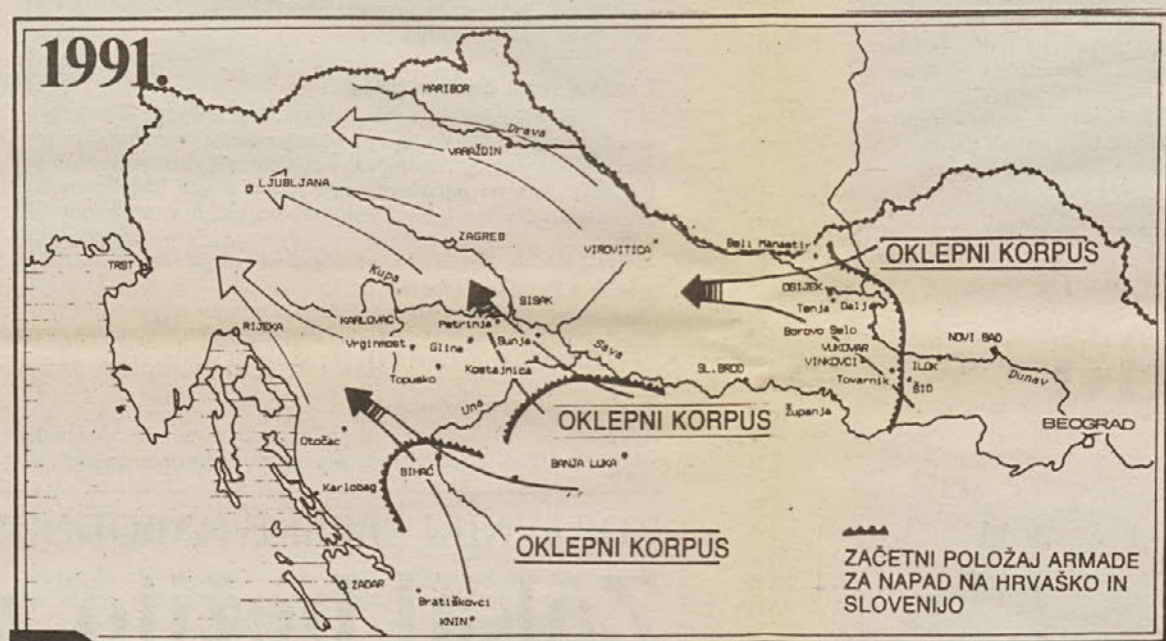 1991.
MARIBOR
Drava
VARAŽDIN
LJUBLJANA
ZAGREB
VIROVITICA
Beli Manastir
OKLEPNI KORPUS
TRST
Kupa
SISAK
OSIJEK
Tenja
Dalj
RIJEKA
KARLOVAC
Petrinja
Borovo Selo
Vrginmost
Glina
Sunja
Sava
VUKOVAR
NOVI SAD
Kostajnica
VINKOVCI
ILOK
Topusko
SL.BROD
Tovarnik
ŠID
Dunav
Una
OKLEPNI KORPUS
Županja
BEOGRAD
Otočac
BIHAĆ
BANJA LUKA
Karlobag
OKLEPNI KORPUS
ZADAR
Bratiškovci
KNIN
ZAČETNI POLOŽAJ ARMADE
ZA NAPAD NA HRVAŠKO IN
SLOVENIJO